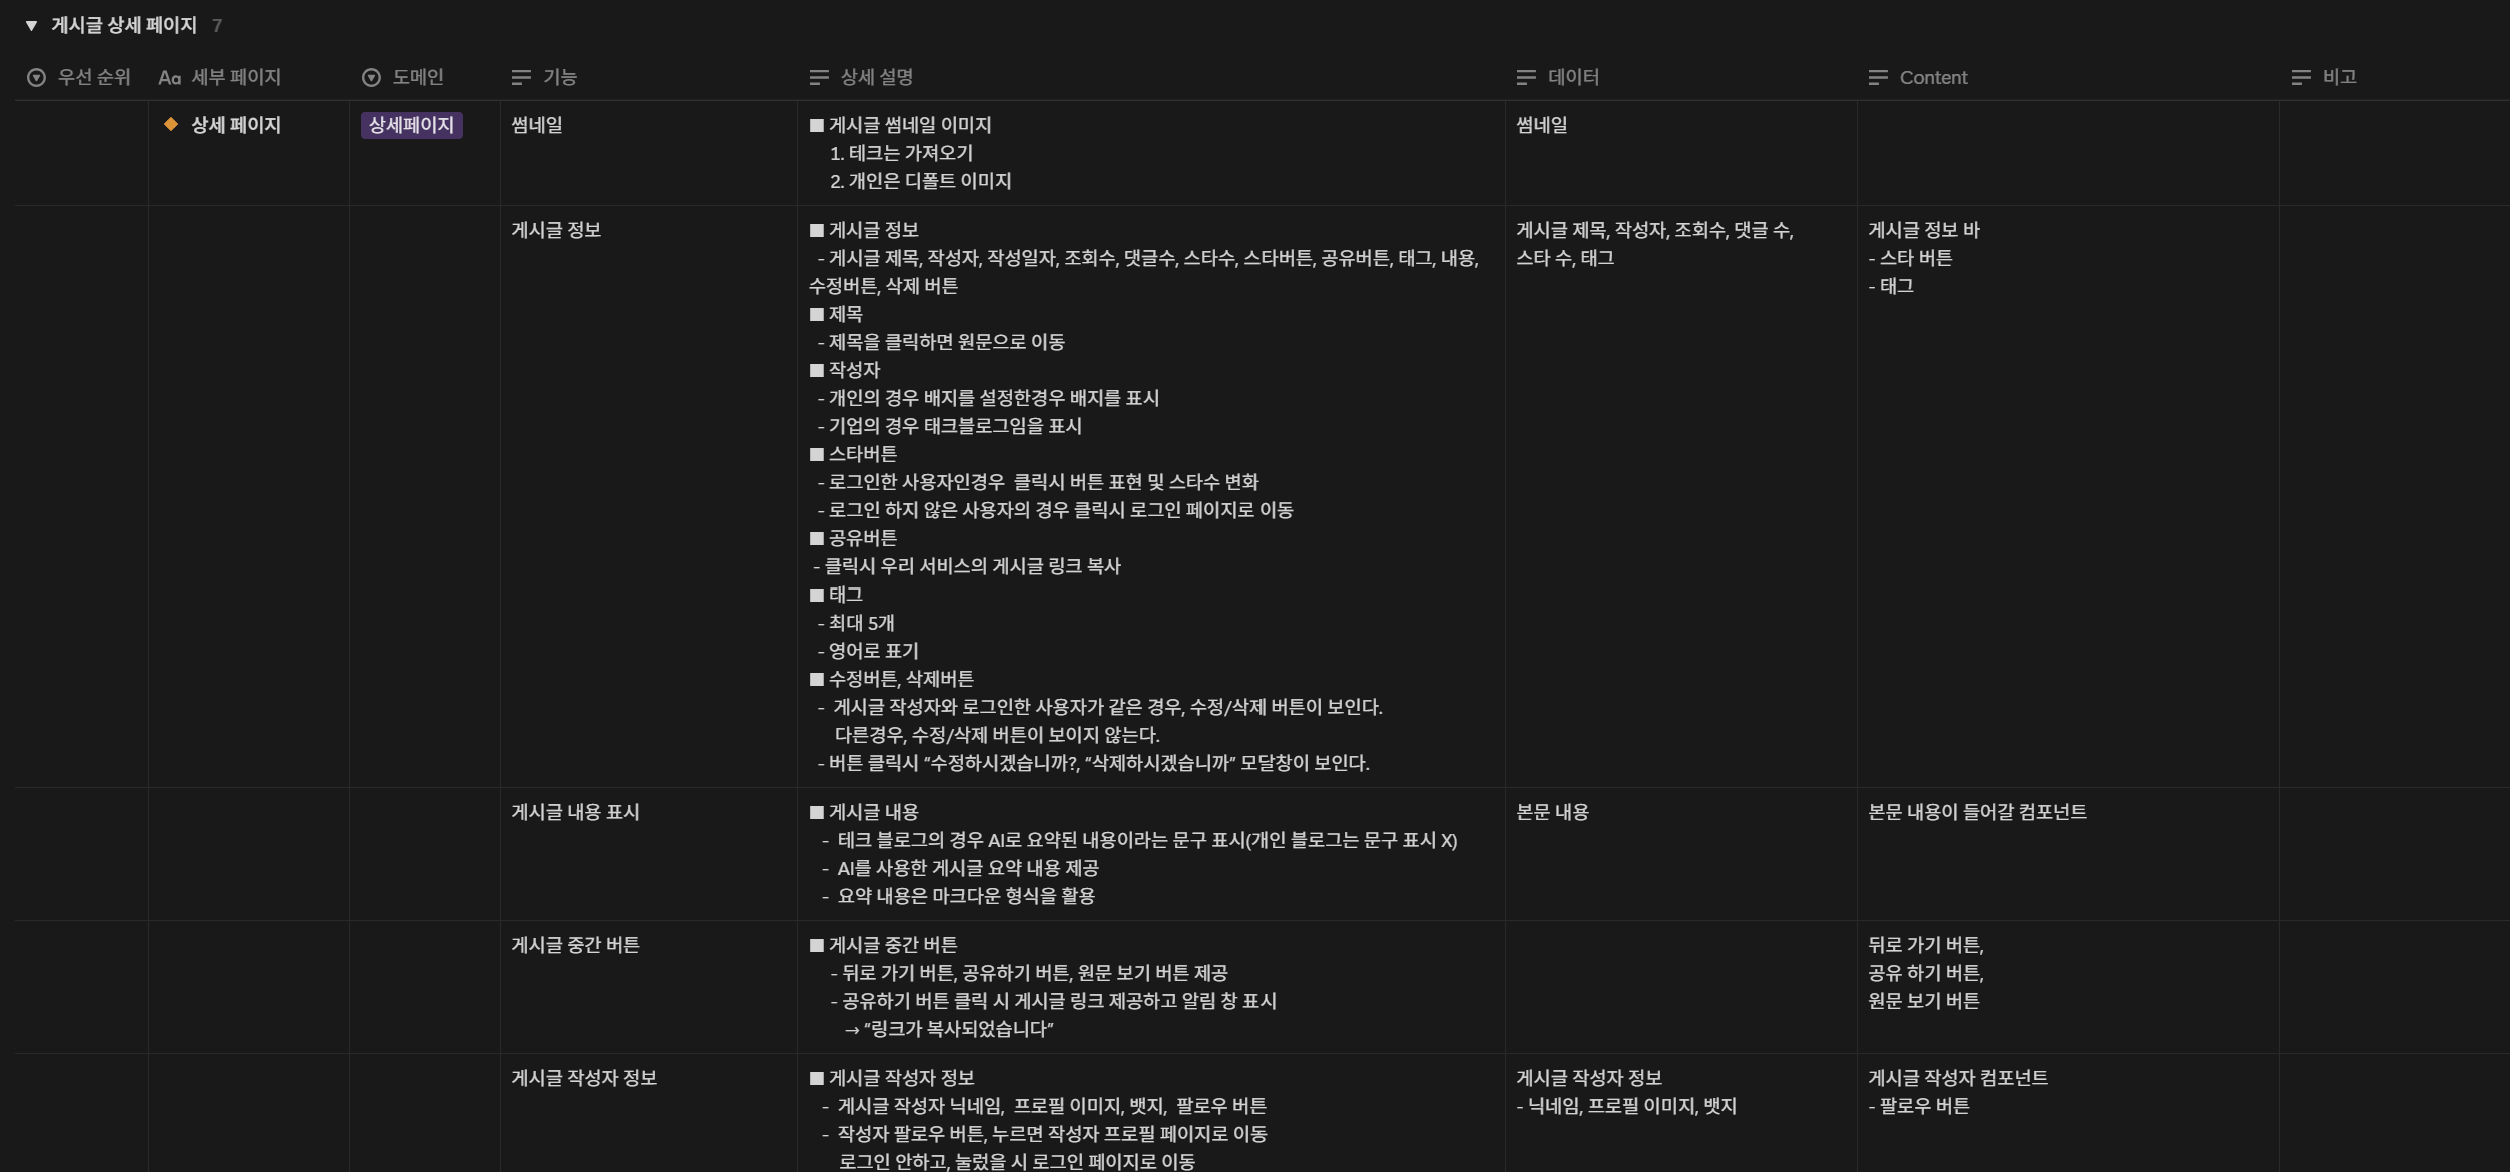 게시글 상세 페이지 7
우선 순위
Aa 세부 페이지
도메인
기능
상세 설명
데이터
Content
비고
상세 페이지
상세페이지
썸네일
■ 게시글 썸네일 이미지
1. 테크는 가져오기
2. 개인은 디폴트 이미지
썸네일
게시글 정보
■ 게시글 정보
- 게시글 제목, 작성자, 작성일자, 조회수, 댓글수, 스타수, 스타버튼, 공유버튼, 태그, 내용,
수정버튼, 삭제 버튼
■ 제목
- 제목을 클릭하면 원문으로 이동
■ 작성자
- 개인의 경우 배지를 설정한경우 배지를 표시
- 기업의 경우 태크블로그임을 표시
■ 스타버튼
- 로그인한 사용자인경우 클릭시 버튼 표현 및 스타수 변화
- 로그인 하지 않은 사용자의 경우 클릭시 로그인 페이지로 이동
■ 공유버튼
- 클릭시 우리 서비스의 게시글 링크 복사
■ 태그
- 최대 5개
- 영어로 표기
■ 수정버튼, 삭제버튼
- 게시글 작성자와 로그인한 사용자가 같은 경우, 수정/삭제 버튼이 보인다.
다른경우, 수정/삭제 버튼이 보이지 않는다.
- 버튼 클릭시 “수정하시겠습니까?, “삭제하시겠습니까” 모달창이 보인다.
게시글 제목, 작성자, 조회수, 댓글 수,
스타 수, 태그
게시글 정보 바
- 스타 버튼
- 태그
게시글 내용 표시
■ 게시글 내용
- 테크 블로그의 경우 AI로 요약된 내용이라는 문구 표시(개인 블로그는 문구 표시 X)
- AI를 사용한 게시글 요약 내용 제공
- 요약 내용은 마크다운 형식을 활용
본문 내용
본문 내용이 들어갈 컴포넌트
게시글 중간 버튼
■ 게시글 중간 버튼
- 뒤로 가기 버튼, 공유하기 버튼, 원문 보기 버튼 제공
- 공유하기 버튼 클릭 시 게시글 링크 제공하고 알림 창 표시
→ “링크가 복사되었습니다”
뒤로 가기 버튼,
공유 하기 버튼,
원문 보기 버튼
게시글 작성자 정보
■ 게시글 작성자 정보
- 게시글 작성자 닉네임, 프로필 이미지, 뱃지, 팔로우 버튼
- 작성자 팔로우 버튼, 누르면 작성자 프로필 페이지로 이동
로그인 안하고, 눌렀을 시 로그인 페이지로 이동
게시글 작성자 정보
- 닉네임, 프로필 이미지, 뱃지
게시글 작성자 컴포넌트
- 팔로우 버튼